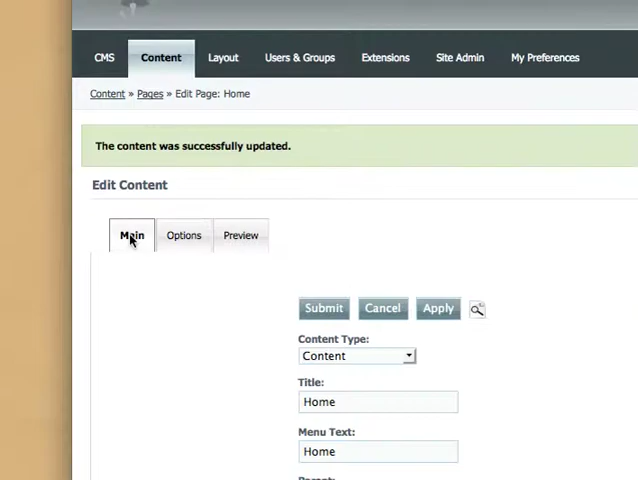 CMS Content Layout Users & Groups Extensions Site Admin My Preferences
Content » Pages » Edit Page: Home
The content was successfully updated.
Edit Content
Main Options Preview
Submit Cancel Apply
Content Type:
Content
Title:
Home
Menu Text:
Home
Parent: